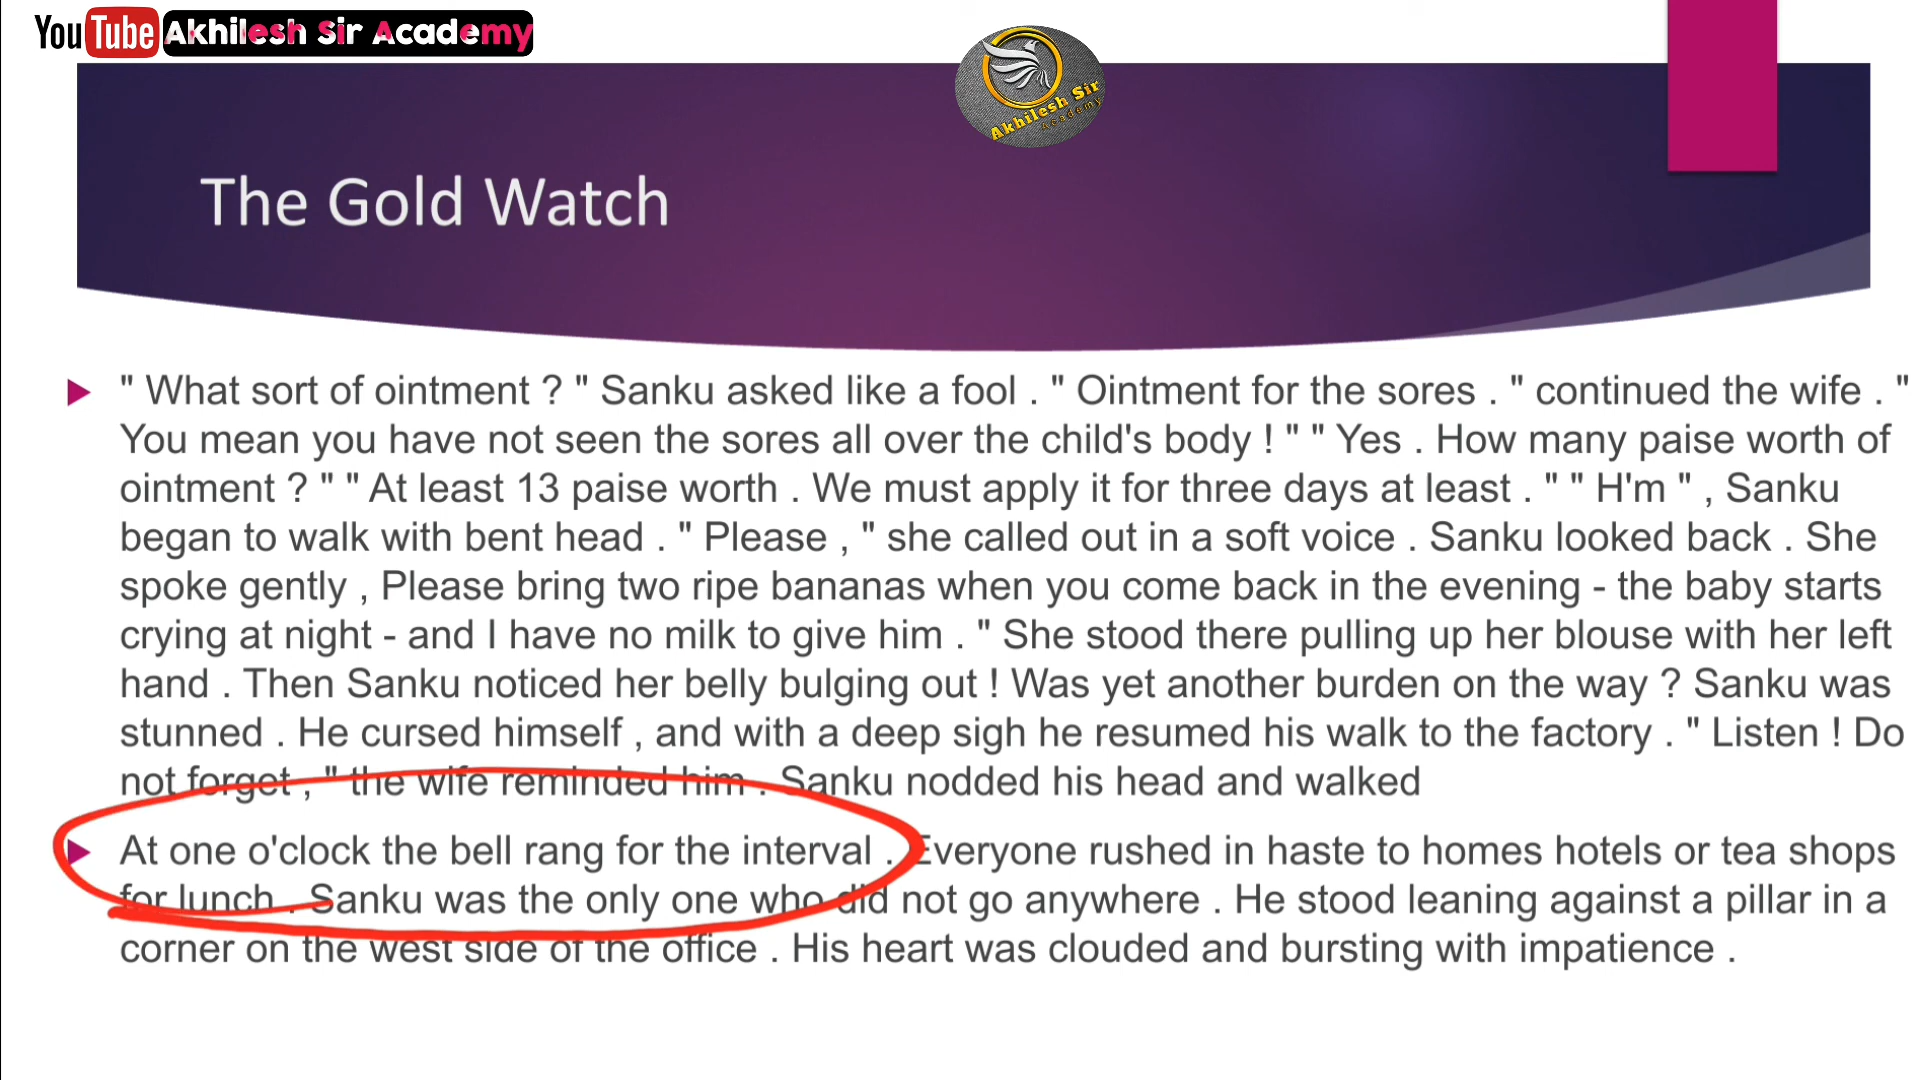 YouTube Akhilesh Sir Academy
Akhilesh Sir
Academy
The Gold Watch
" What sort of ointment ? " Sanku asked like a fool . " Ointment for the sores . " continued the wife . "
You mean you have not seen the sores all over the child's body ! " " Yes . How many paise worth of
ointment ? " " At least 13 paise worth . We must apply it for three days at least . " " H'm " , Sanku
began to walk with bent head . " Please , " she called out in a soft voice . Sanku looked back . She
spoke gently , Please bring two ripe bananas when you come back in the evening - the baby starts
crying at night - and I have no milk to give him . " She stood there pulling up her blouse with her left
hand . Then Sanku noticed her belly bulging out ! Was yet another burden on the way ? Sanku was
stunned . He cursed himself , and with a deep sigh he resumed his walk to the factory . " Listen ! Do
not forget , " the wife reminded him . Sanku nodded his head and walked
At one o'clock the bell rang for the interval . Everyone rushed in haste to homes hotels or tea shops
for lunch . Sanku was the only one who did not go anywhere . He stood leaning against a pillar in a
corner on the west side of the office . His heart was clouded and bursting with impatience .